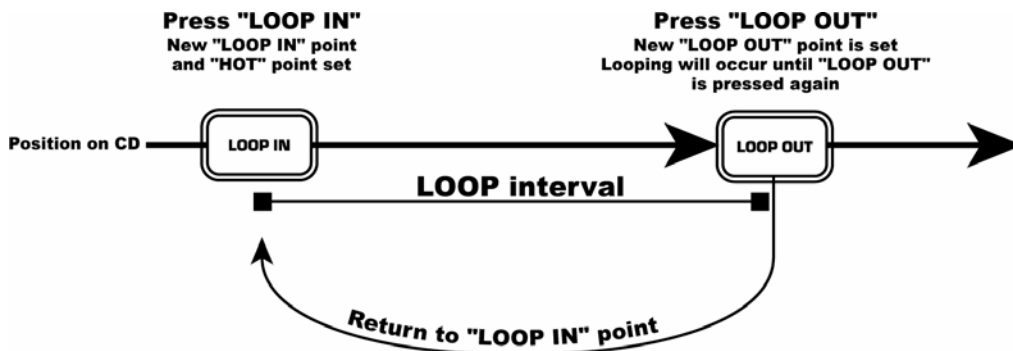 Press "LOOP IN"
New "LOOP IN" point
and "HOT" point set
Press "LOOP OUT"
New "LOOP OUT" point is set
Looping will occur until "LOOP OUT"
is pressed again
Position on CD
LOOP IN
LOOP OUT
LOOP interval
Return to "LOOP IN" point